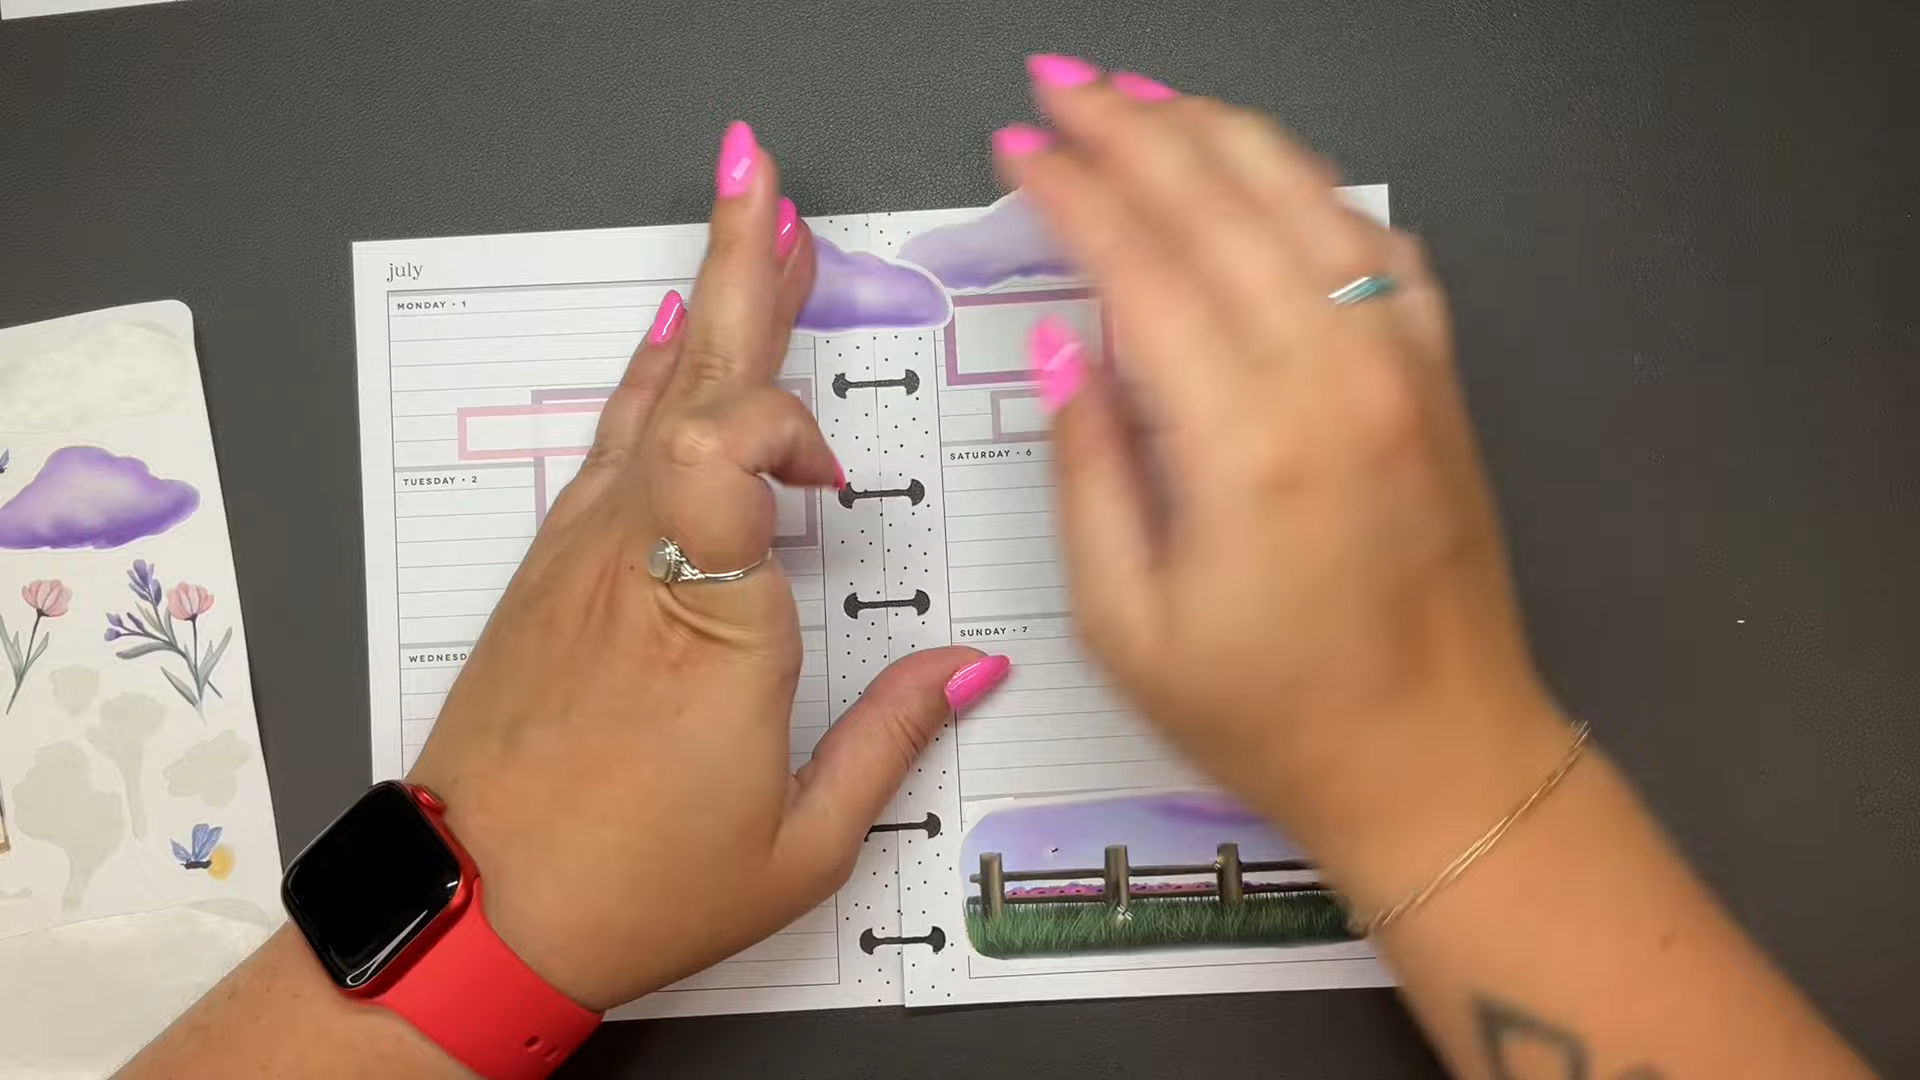 july
MONDAY • 1
TUESDAY • 2
WEDNESD
SATURDAY • 6
SUNDAY • 7